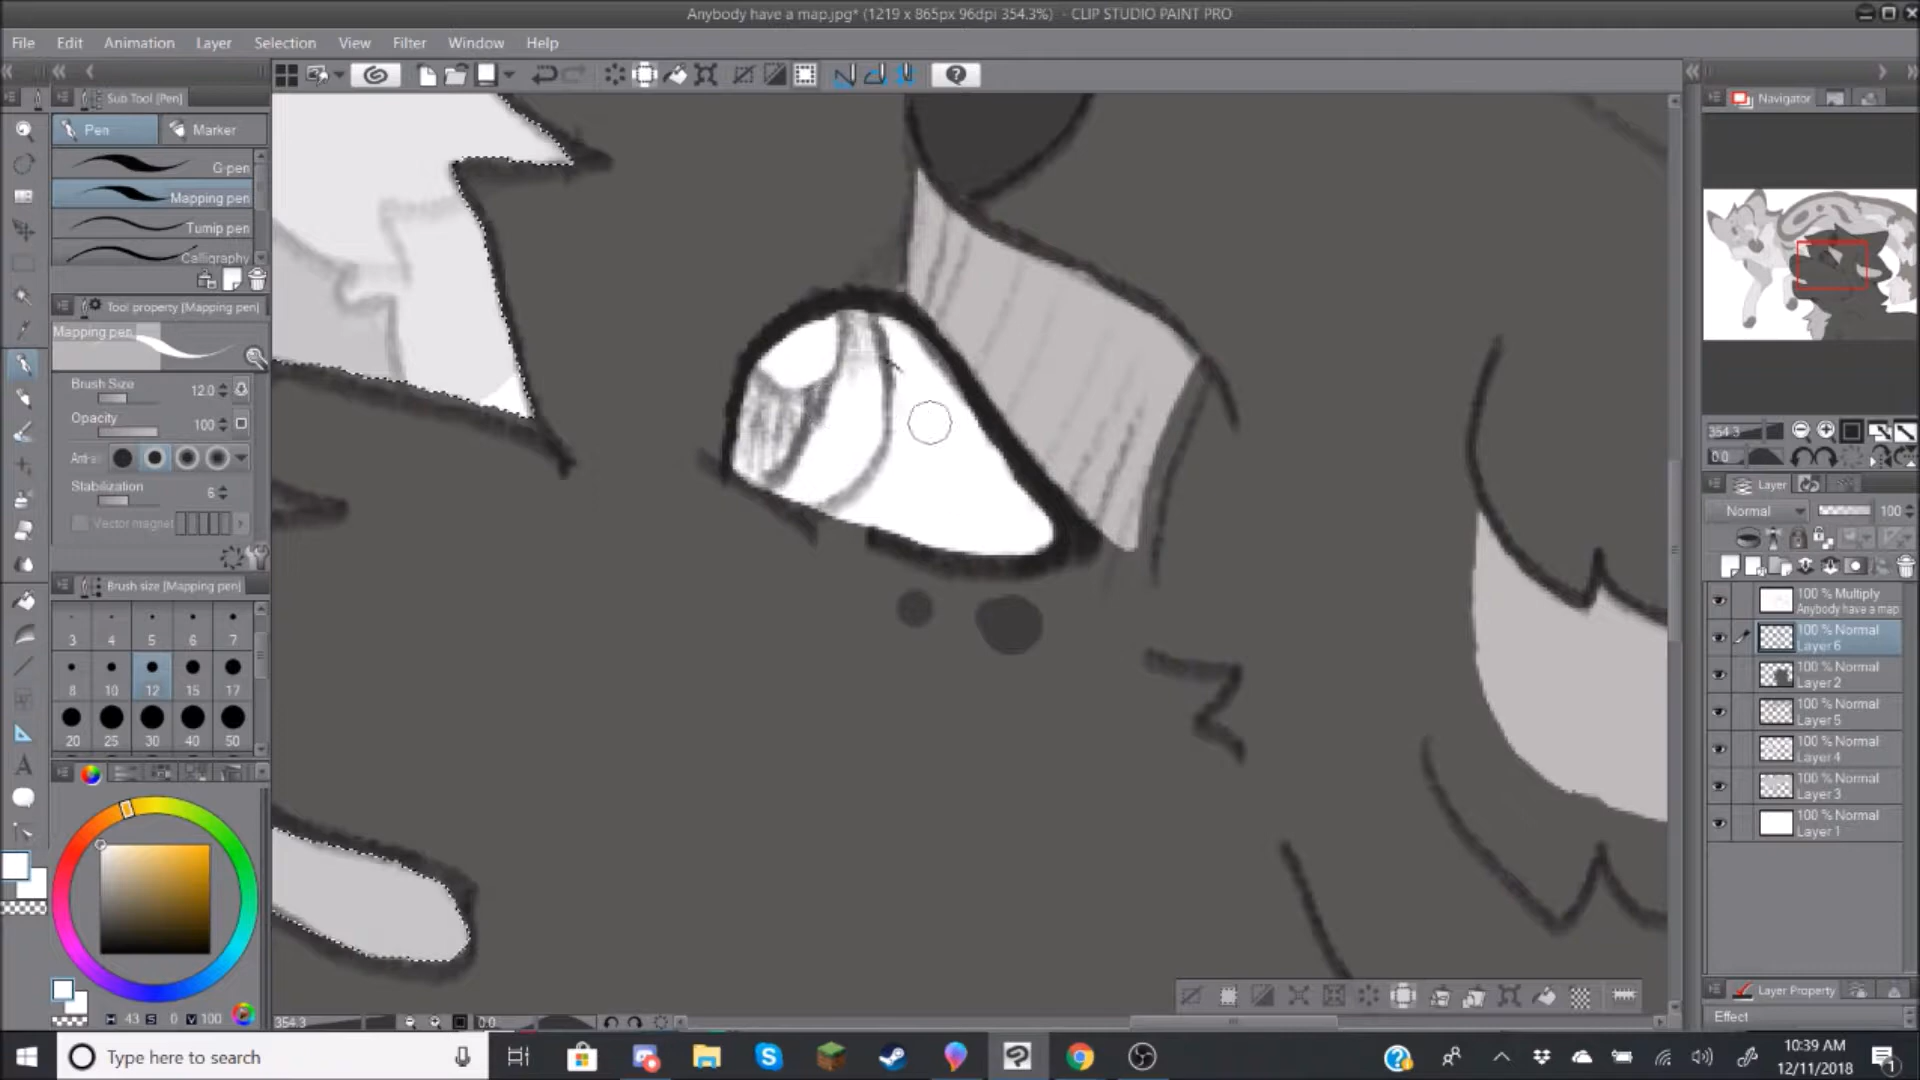 Anybody have a map.jpg* (1219 x 865px 96dpi 354.3%) - CLIP STUDIO PAINT PRO
File Edit Animation Layer Selection View Filter Window Help
Sub Tool [Pen]
Pen Marker
G-pen
Mapping pen
Turnip pen
Calligraphy
Tool property [Mapping pen]
Mapping pen
Brush Size 12.0
Opacity 100
Anti-a
Stabilization 6
Vector magnet
Brush size [Mapping pen]
3 4 5 6 7
8 10 12 15 17
20 25 30 40 50
H 43 S 0 V 100
354.3 0.0
Navigator
354.3
0.0
Layer
Normal 100
100 % Multiply
Anybody have a map
100 % Normal
Layer 6
100 % Normal
Layer 2
100 % Normal
Layer 5
100 % Normal
Layer 4
100 % Normal
Layer 3
100 % Normal
Layer 1
Layer Property
Effect
Type here to search
10:39 AM
12/11/2018
1